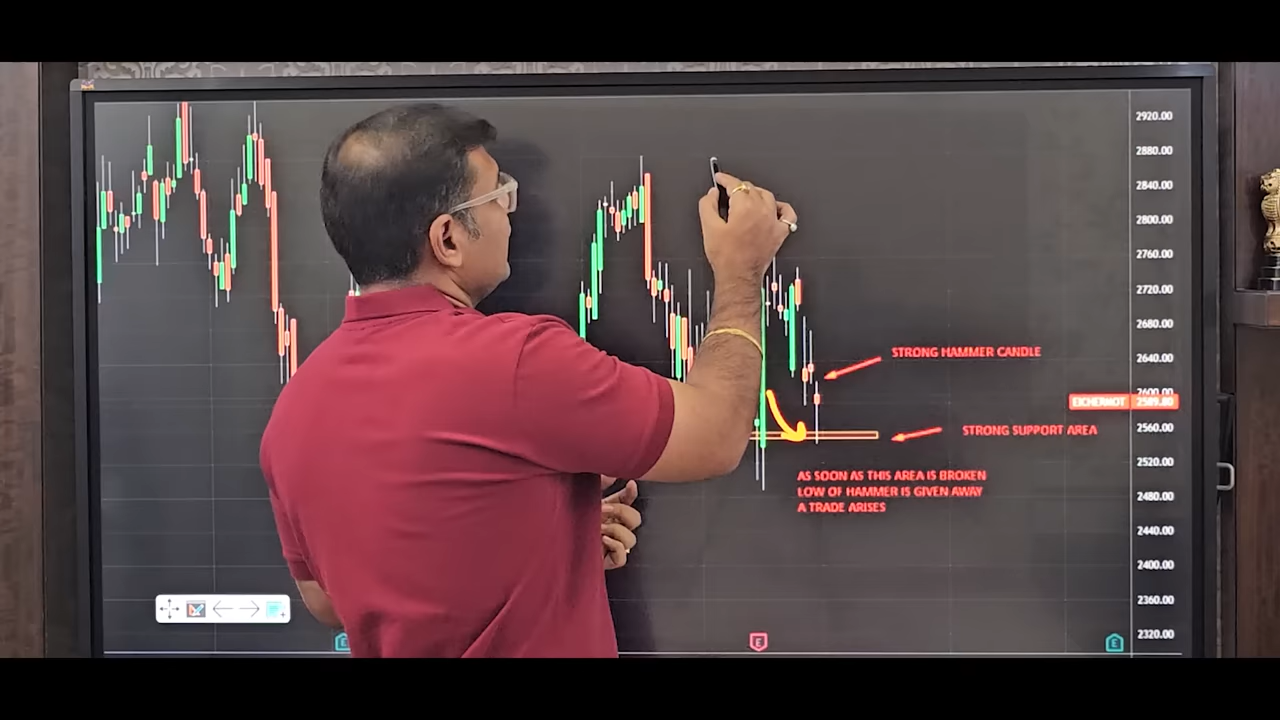 2920.00
2880.00
2840.00
2800.00
2760.00
2720.00
2680.00
STRONG HAMMER CANDLE
2640.00
2600.00
EICHERMOT 2589.80
STRONG SUPPORT AREA
2560.00
2520.00
AS SOON AS THIS AREA IS BROKEN
LOW OF HAMMER IS GIVEN AWAY
A TRADE ARISES
2480.00
2440.00
2400.00
2360.00
2320.00
E
E
E